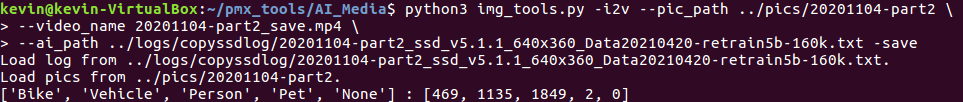 kevin@kevin-VirtualBox:~/pmx_tools/AI_Media$ python3 img_tools.py -i2v --pic_path ../pics/20201104-part2 \
> --video_name 20201104-part2_save.mp4 \
> --ai_path ../logs/copyssdlog/20201104-part2_ssd_v5.1.1_640x360_Data20210420-retrain5b-160k.txt -save
Load log from ../logs/copyssdlog/20201104-part2_ssd_v5.1.1_640x360_Data20210420-retrain5b-160k.txt.
Load pics from ../pics/20201104-part2.
['Bike', 'Vehicle', 'Person', 'Pet', 'None'] : [469, 1135, 1849, 2, 0]